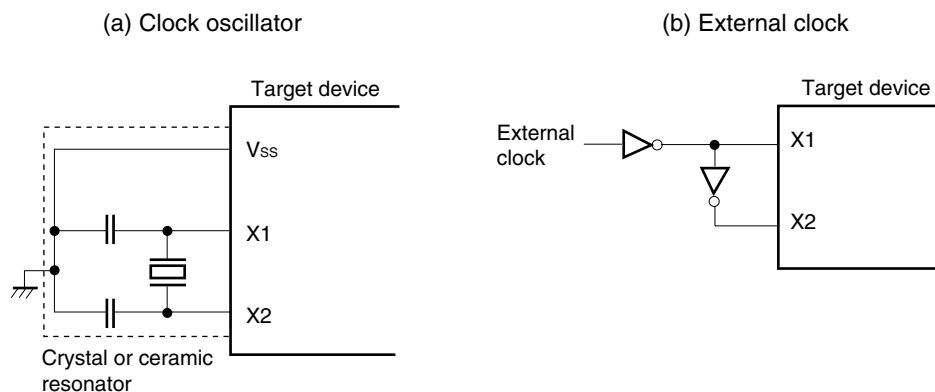 (a) Clock oscillator
Target device
VSS
X1
X2
Crystal or ceramic
resonator
(b) External clock
Target device
External
clock
X1
X2